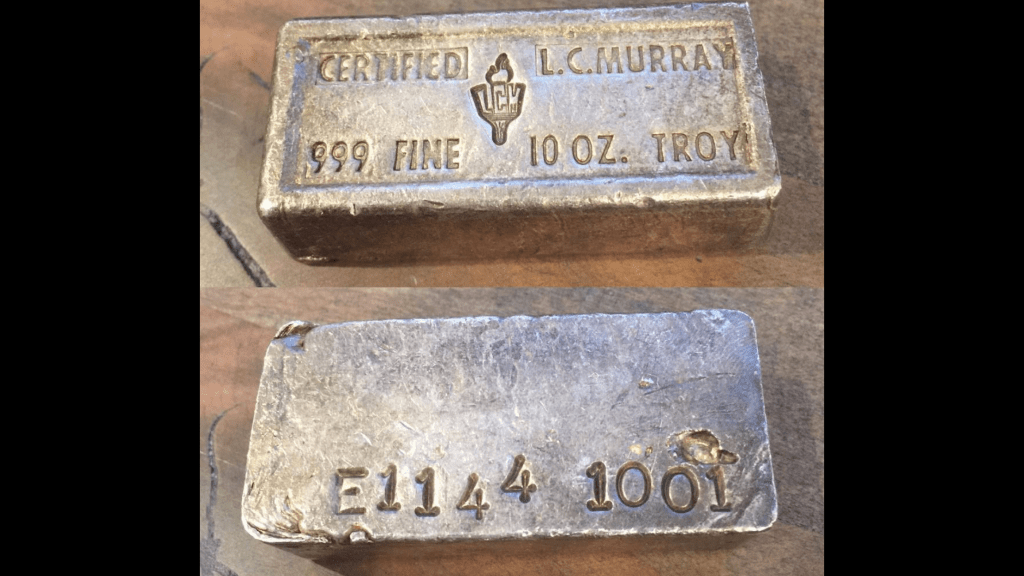 CERTIFIED L.C.MURRAY
LCM
999 FINE 10 OZ. TROY
E1144 1001